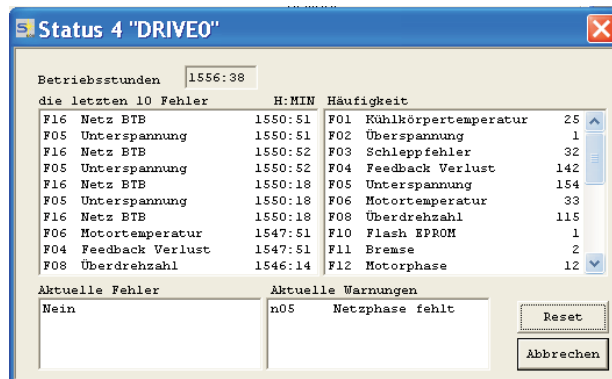 Status 4 "DRIVE0"
Betriebsstunden 1556:38
die letzten 10 Fehler H:MIN Häufigkeit
F16 Netz BTB 1550:51 F01 Kühlkörpertemperatur 25
F05 Unterspannung 1550:51 F02 Überspannung 1
F16 Netz BTB 1550:52 F03 Schleppfehler 32
F05 Unterspannung 1550:52 F04 Feedback Verlust 142
F16 Netz BTB 1550:18 F05 Unterspannung 154
F05 Unterspannung 1550:18 F06 Motortemperatur 33
F16 Netz BTB 1550:18 F08 Überdrehzahl 115
F06 Motortemperatur 1547:51 F10 Flash EPROM 1
F04 Feedback Verlust 1547:51 F11 Bremse 2
F08 Überdrehzahl 1546:14 F12 Motorphase 12
Aktuelle Fehler Aktuelle Warnungen
Nein n05 Netzphase fehlt
Reset
Abbrechen